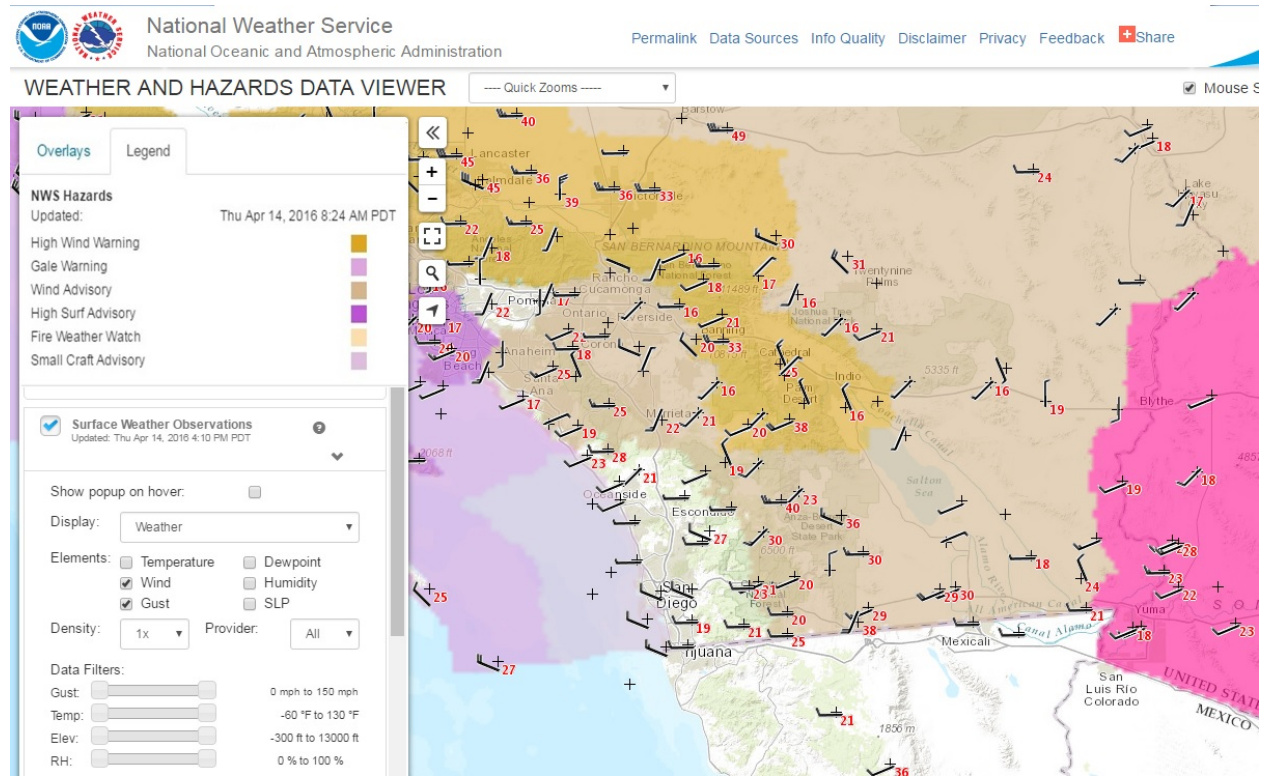 National Weather Service
National Oceanic and Atmospheric Administration
Permalink Data Sources Info Quality Disclaimer Privacy Feedback Share
WEATHER AND HAZARDS DATA VIEWER
---- Quick Zooms -----
Mouse S
Overlays
Legend
NWS Hazards
Updated: Thu Apr 14, 2016 8:24 AM PDT
High Wind Warning
Gale Warning
Wind Advisory
High Surf Advisory
Fire Weather Watch
Small Craft Advisory
Surface Weather Observations
Updated: Thu Apr 14, 2016 4:10 PM PDT
Show popup on hover:
Display: Weather
Elements: Temperature Dewpoint
Wind Humidity
Gust SLP
Density: 1x Provider: All
Data Filters:
Gust: 0 mph to 150 mph
Temp: -60 °F to 130 °F
Elev: -300 ft to 13000 ft
RH: 0 % to 100 %
Barstow
40
49
Lancaster
45
45
36
39
36
33
24
18
Lake
17
22
25
18
SAN BERNARDINO MOUNTAIN
30
16
31
Twentynine
Palms
Rancho
Cucamonga
National Forest
18
17
16
Joshua Tree
National Park
22
17
Ontario
16
21
Banning
20
33
16
21
20
17
20
Anaheim
18
25
Santa
Ana
Cathedral
25
Palm
Desert
Indio
5335 ft
16
19
Blythe
17
25
16
Murrieta
22
21
20
38
16
Coachella Canal
19
23
28
21
19
Salton
Sea
19
18
Oceanside
Escondido
40
23
36
Anza-Borrego
Desert
State Park
6500 ft
27
30
30
18
28
23
22
24
25
San
Diego
Forest
20
29
30
All American Canal
21
Yuma
19
21
20
25
29
38
Mexicali
Canal Alamo
18
23
Tijuana
27
San
Luis Río
Colorado
UNITED STATE
MEXICO
21
1856 m
36